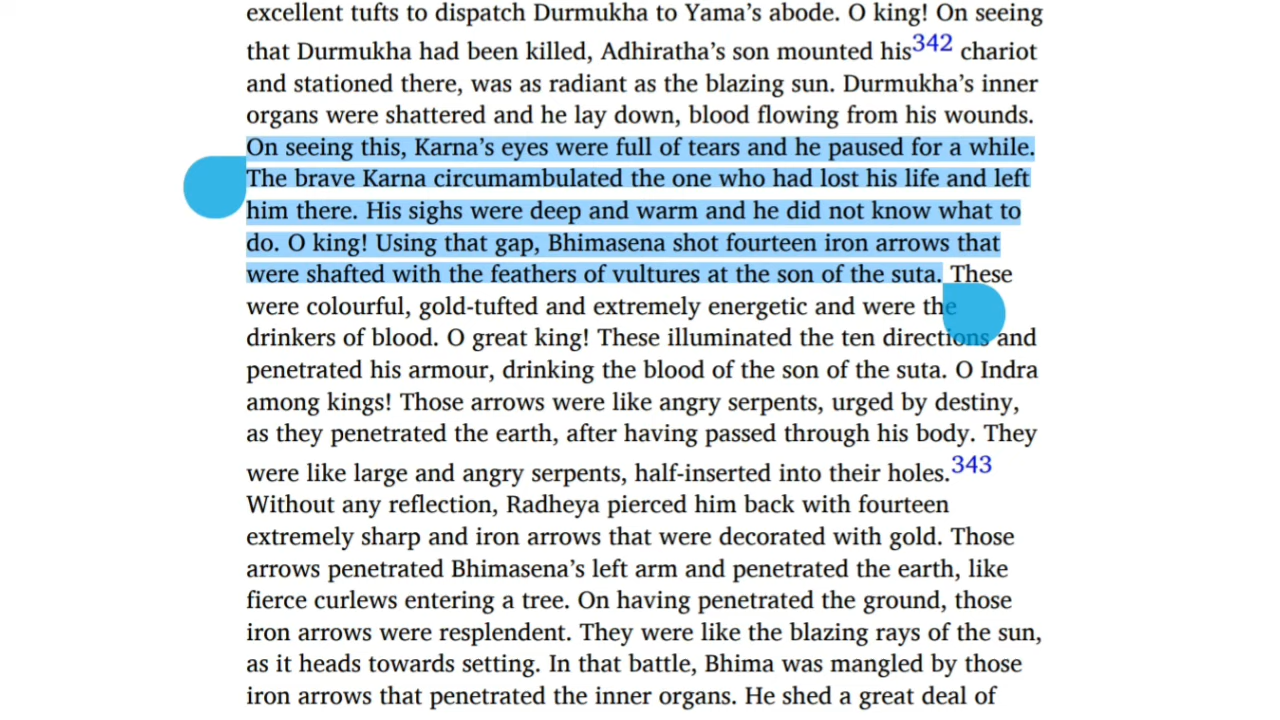 excellent tufts to dispatch Durmukha to Yama’s abode. O king! On seeing
that Durmukha had been killed, Adhiratha’s son mounted his342 chariot
and stationed there, was as radiant as the blazing sun. Durmukha’s inner
organs were shattered and he lay down, blood flowing from his wounds.
On seeing this, Karna’s eyes were full of tears and he paused for a while.
The brave Karna circumambulated the one who had lost his life and left
him there. His sighs were deep and warm and he did not know what to
do. O king! Using that gap, Bhimasena shot fourteen iron arrows that
were shafted with the feathers of vultures at the son of the suta. These
were colourful, gold-tufted and extremely energetic and were the
drinkers of blood. O great king! These illuminated the ten directions and
penetrated his armour, drinking the blood of the son of the suta. O Indra
among kings! Those arrows were like angry serpents, urged by destiny,
as they penetrated the earth, after having passed through his body. They
were like large and angry serpents, half-inserted into their holes.343
Without any reflection, Radheya pierced him back with fourteen
extremely sharp and iron arrows that were decorated with gold. Those
arrows penetrated Bhimasena’s left arm and penetrated the earth, like
fierce curlews entering a tree. On having penetrated the ground, those
iron arrows were resplendent. They were like the blazing rays of the sun,
as it heads towards setting. In that battle, Bhima was mangled by those
iron arrows that penetrated the inner organs. He shed a great deal of